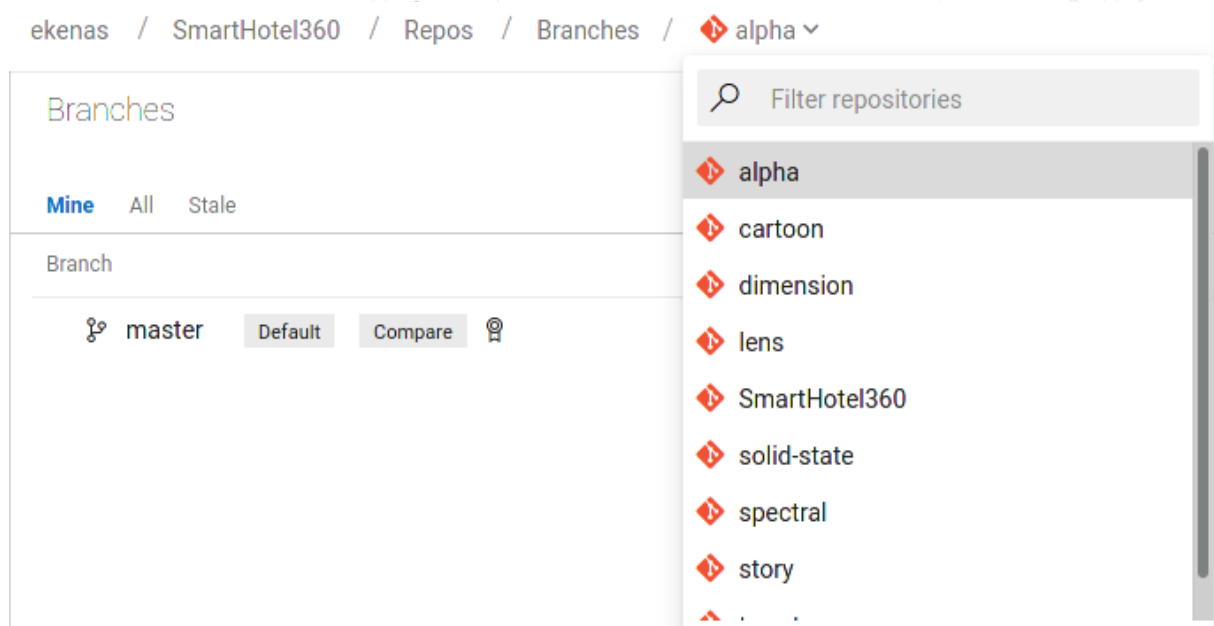 ekenas / SmartHotel360 / Repos / Branches / alpha
Filter repositories
Branches
alpha
Mine All Stale
cartoon
Branch
dimension
master Default Compare
lens
SmartHotel360
solid-state
spectral
story